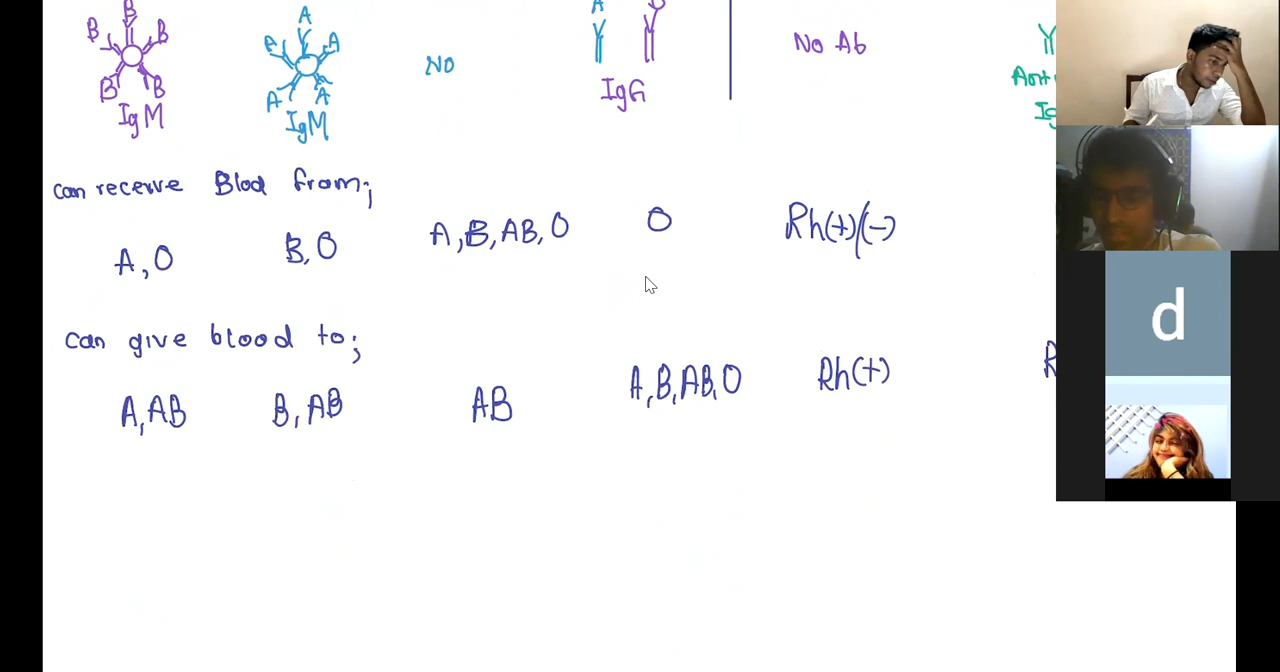 B B B A A A A
B B A A
IgM IgM NO IgG No Ab
can receive Blod from;
A, O B, O A, B, AB, O O Rh(+)/(-)
can give blood to;
A, AB B, AB AB A, B, AB, O Rh(+)
d